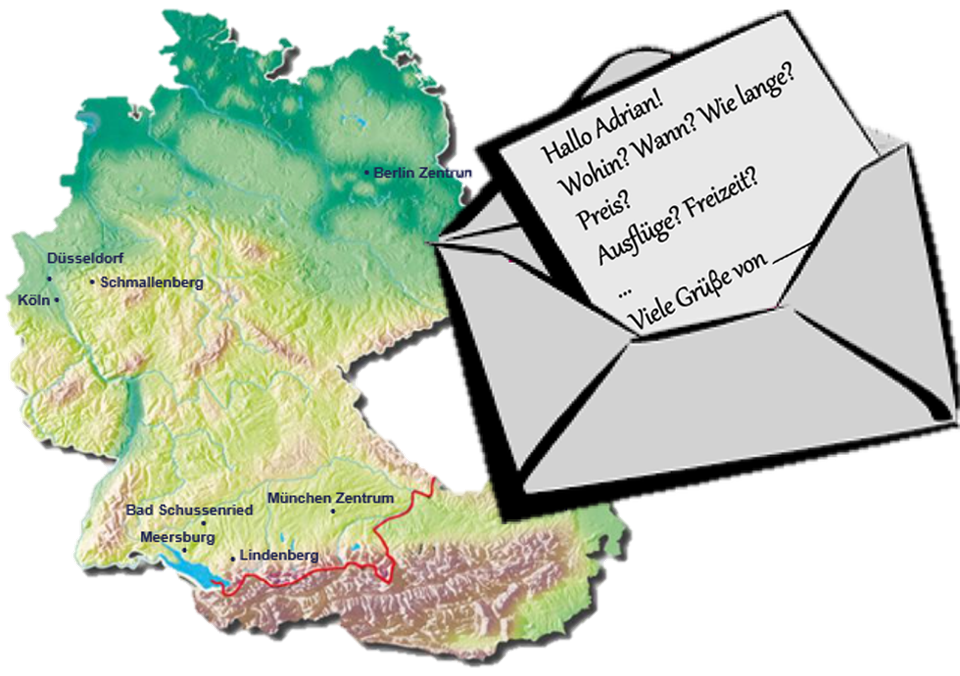 Hallo Adrian!
Wohin? Wann? Wie lange?
Preis?
Ausflüge? Freizeit?
...
Viele Grüße von ____
Berlin Zentrun
Düsseldorf
Schmallenberg
Köln
München Zentrum
Bad Schussenried
Meersburg
Lindenberg